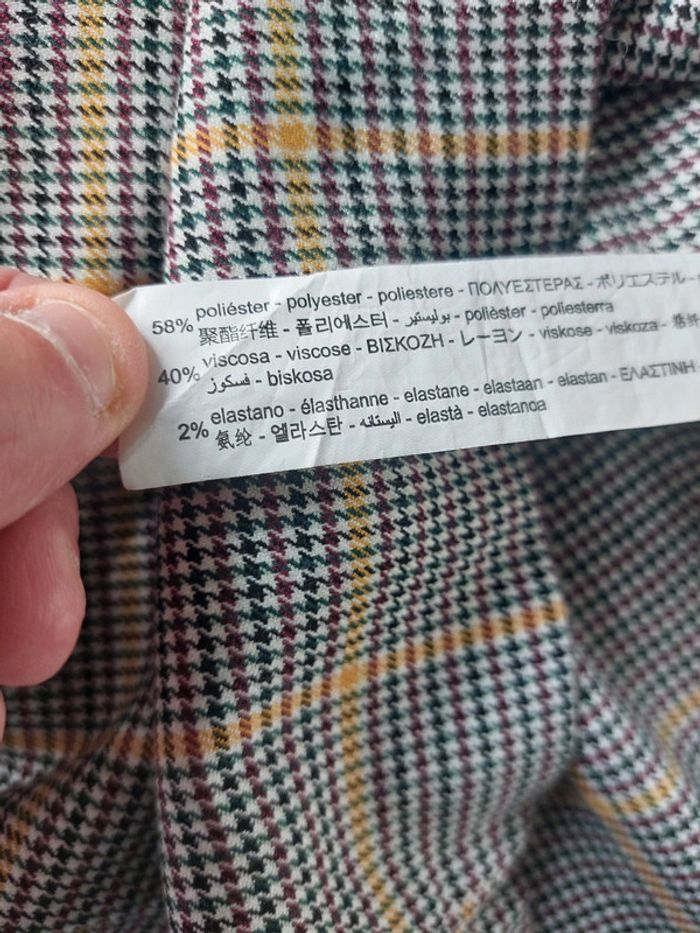 58% poliéster - polyester - poliestere - ΠΟΛΥΕΣΤΕΡΑΣ - ポリエステル -
聚酯纤维 - 폴리에스터 - بوليستير - polièster - poliesterra
40% viscosa - viscose - ΒΙΣΚΟΖΗ - レーヨン - viskose - viskoza -
فسكوز - biskosa
2% elastano - élasthanne - elastane - elastaan - elastan - ΕΛΑΣΤΙΝΗ -
氨纶 - 엘라스탄 - اليستانه - elastà - elastanoa